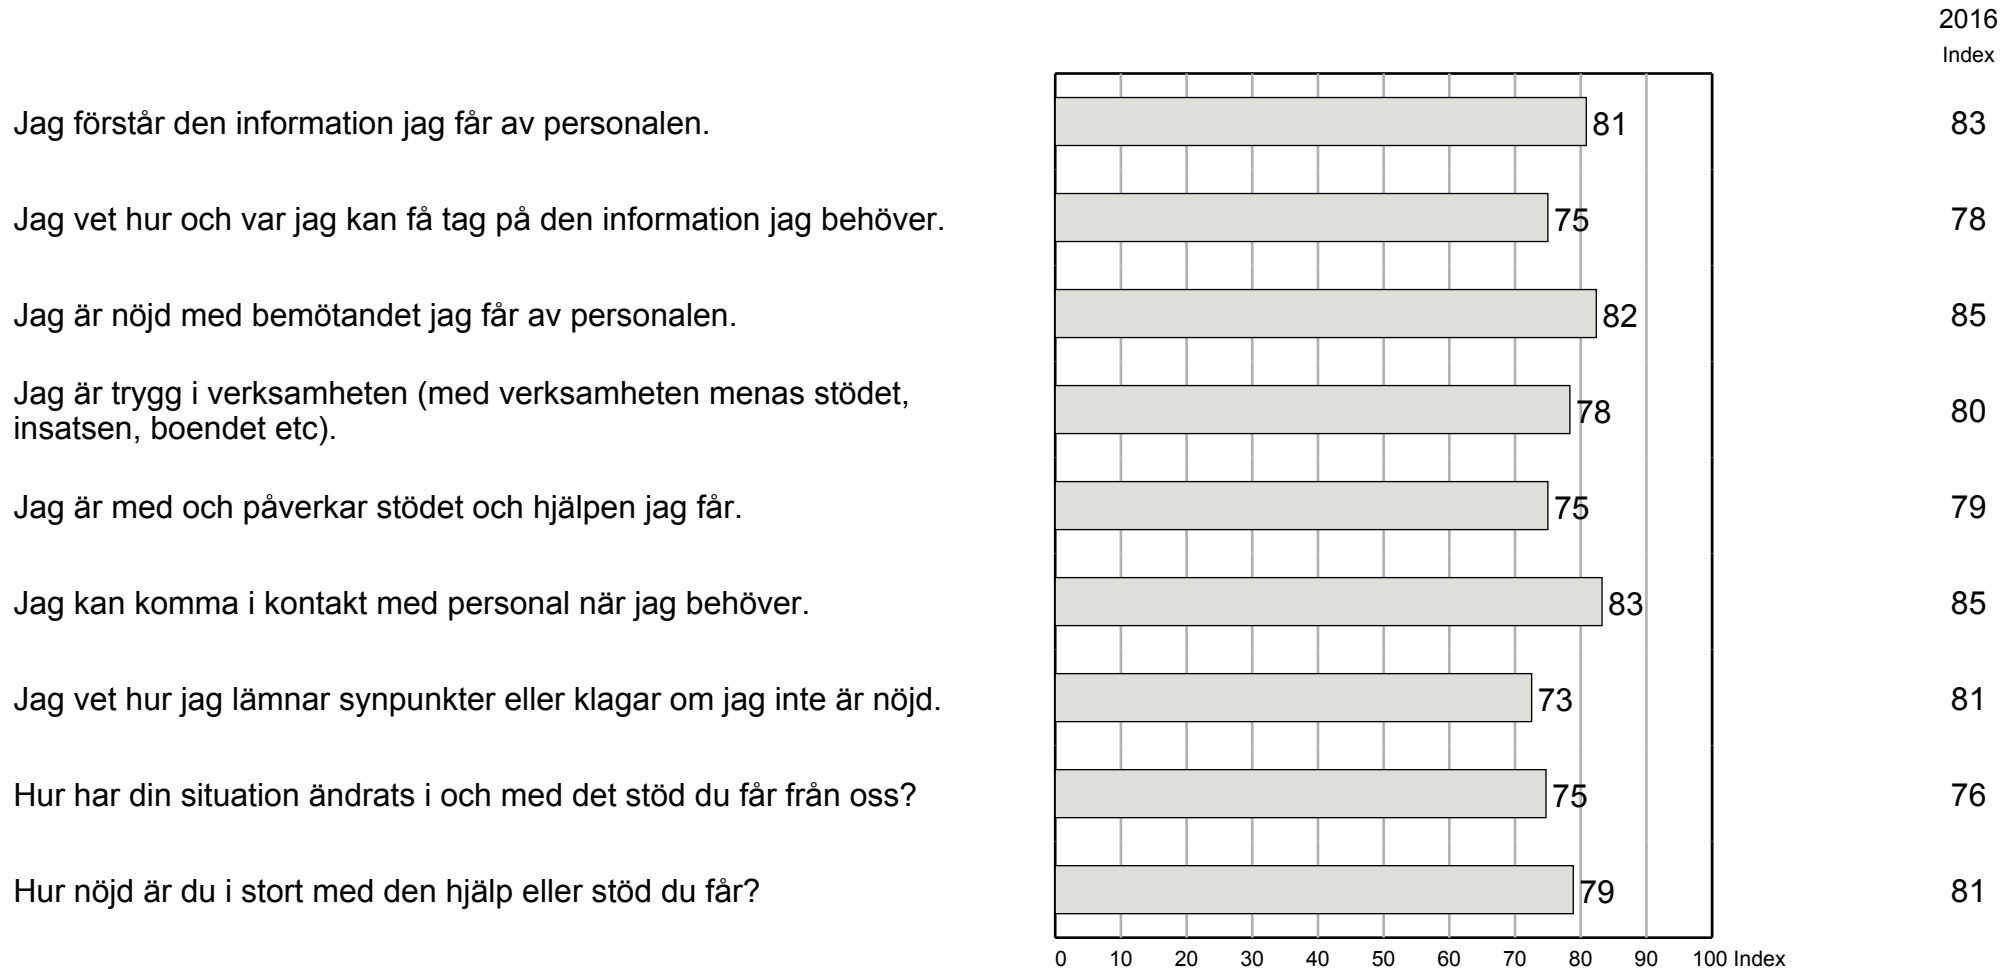 2016
Index
Jag förstår den information jag får av personalen. 81 83
Jag vet hur och var jag kan få tag på den information jag behöver. 75 78
Jag är nöjd med bemötandet jag får av personalen. 82 85
Jag är trygg i verksamheten (med verksamheten menas stödet,
insatsen, boendet etc). 78 80
Jag är med och påverkar stödet och hjälpen jag får. 75 79
Jag kan komma i kontakt med personal när jag behöver. 83 85
Jag vet hur jag lämnar synpunkter eller klagar om jag inte är nöjd. 73 81
Hur har din situation ändrats i och med det stöd du får från oss? 75 76
Hur nöjd är du i stort med den hjälp eller stöd du får? 79 81
0 10 20 30 40 50 60 70 80 90 100 Index